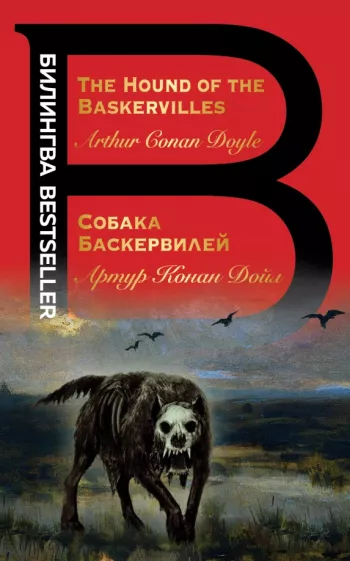 БИЛИНГВА BESTSELLER
THE HOUND OF THE
BASKERVILLES
Arthur Conan Doyle
СОБАКА
БАСКЕРВИЛЕЙ
Артур Конан Дойл
B